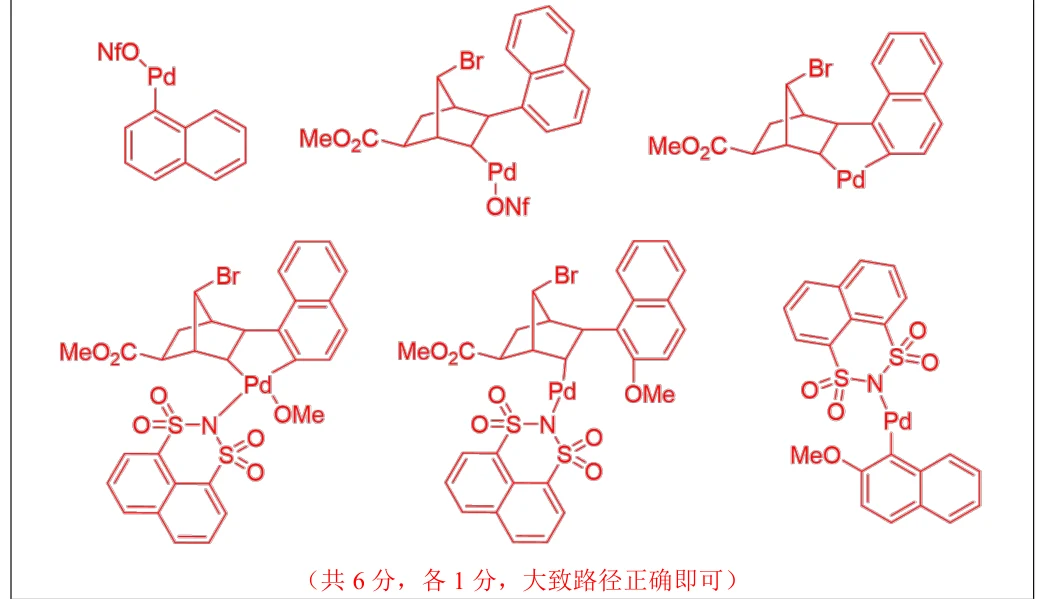 NfO
Pd
Br
MeO₂C
Pd
ONf
Br
MeO₂C
Pd
Br
MeO₂C
Pd
OMe
O
O=S-N
S=O
O
Br
MeO₂C
OMe
Pd
O
O=S-N
S=O
O
O
S=O
O=S-N
O
Pd
MeO
（共 6 分，各 1 分，大致路径正确即可）